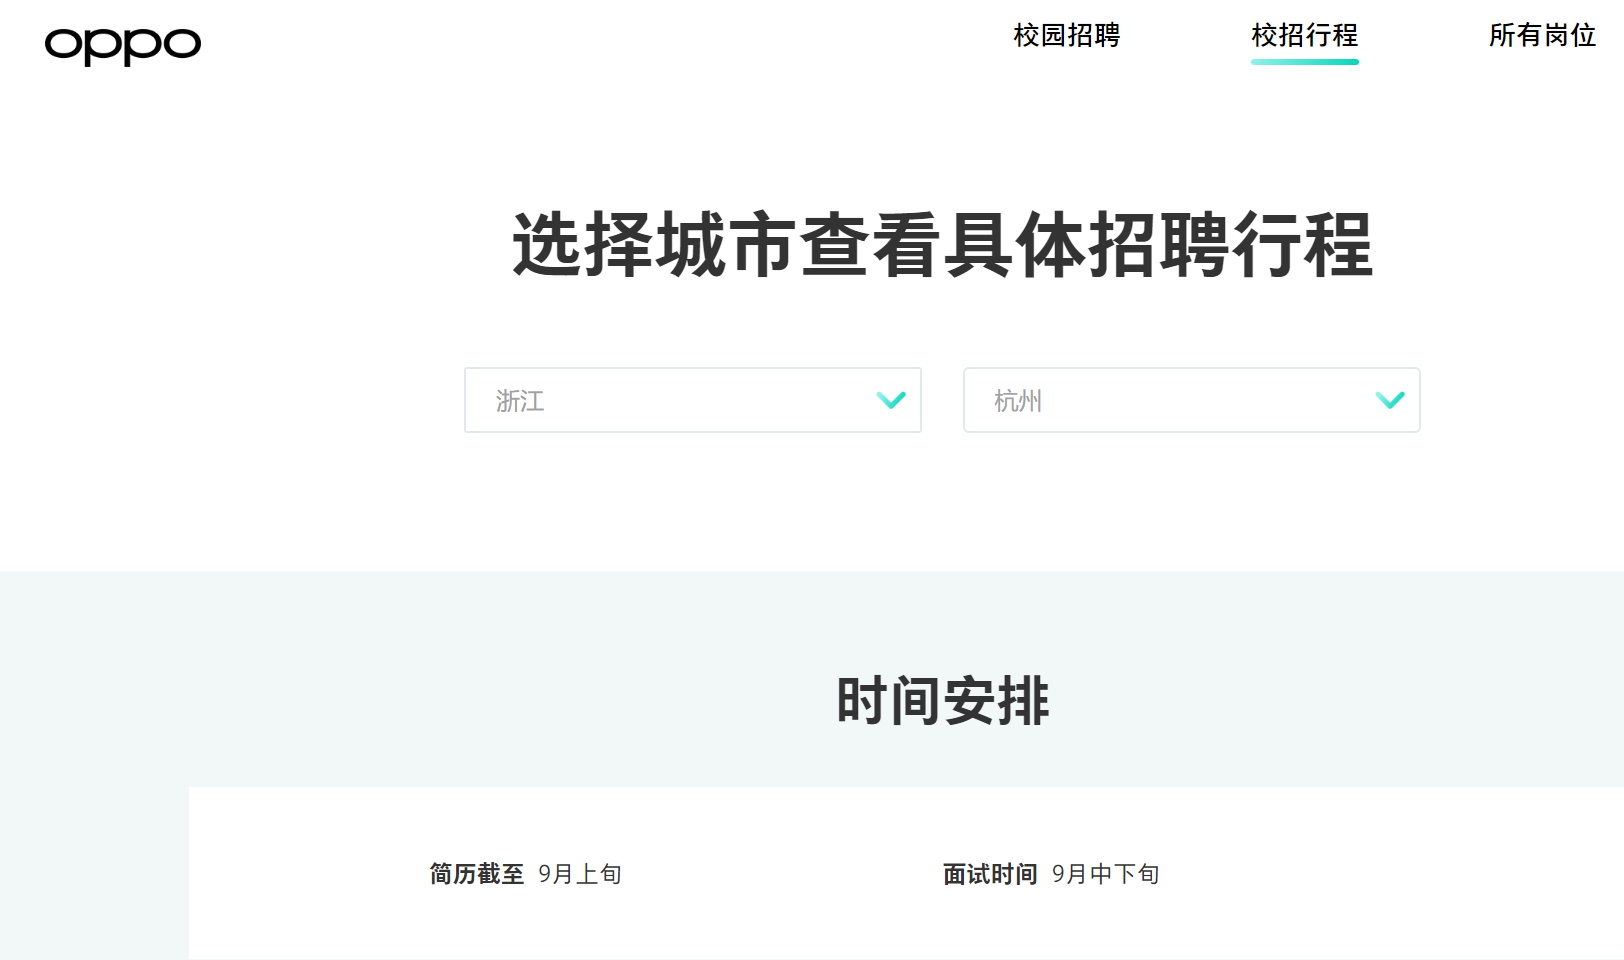 oppo
校园招聘 校招行程 所有岗位
选择城市查看具体招聘行程
浙江 杭州
时间安排
简历截至 9月上旬 面试时间 9月中下旬